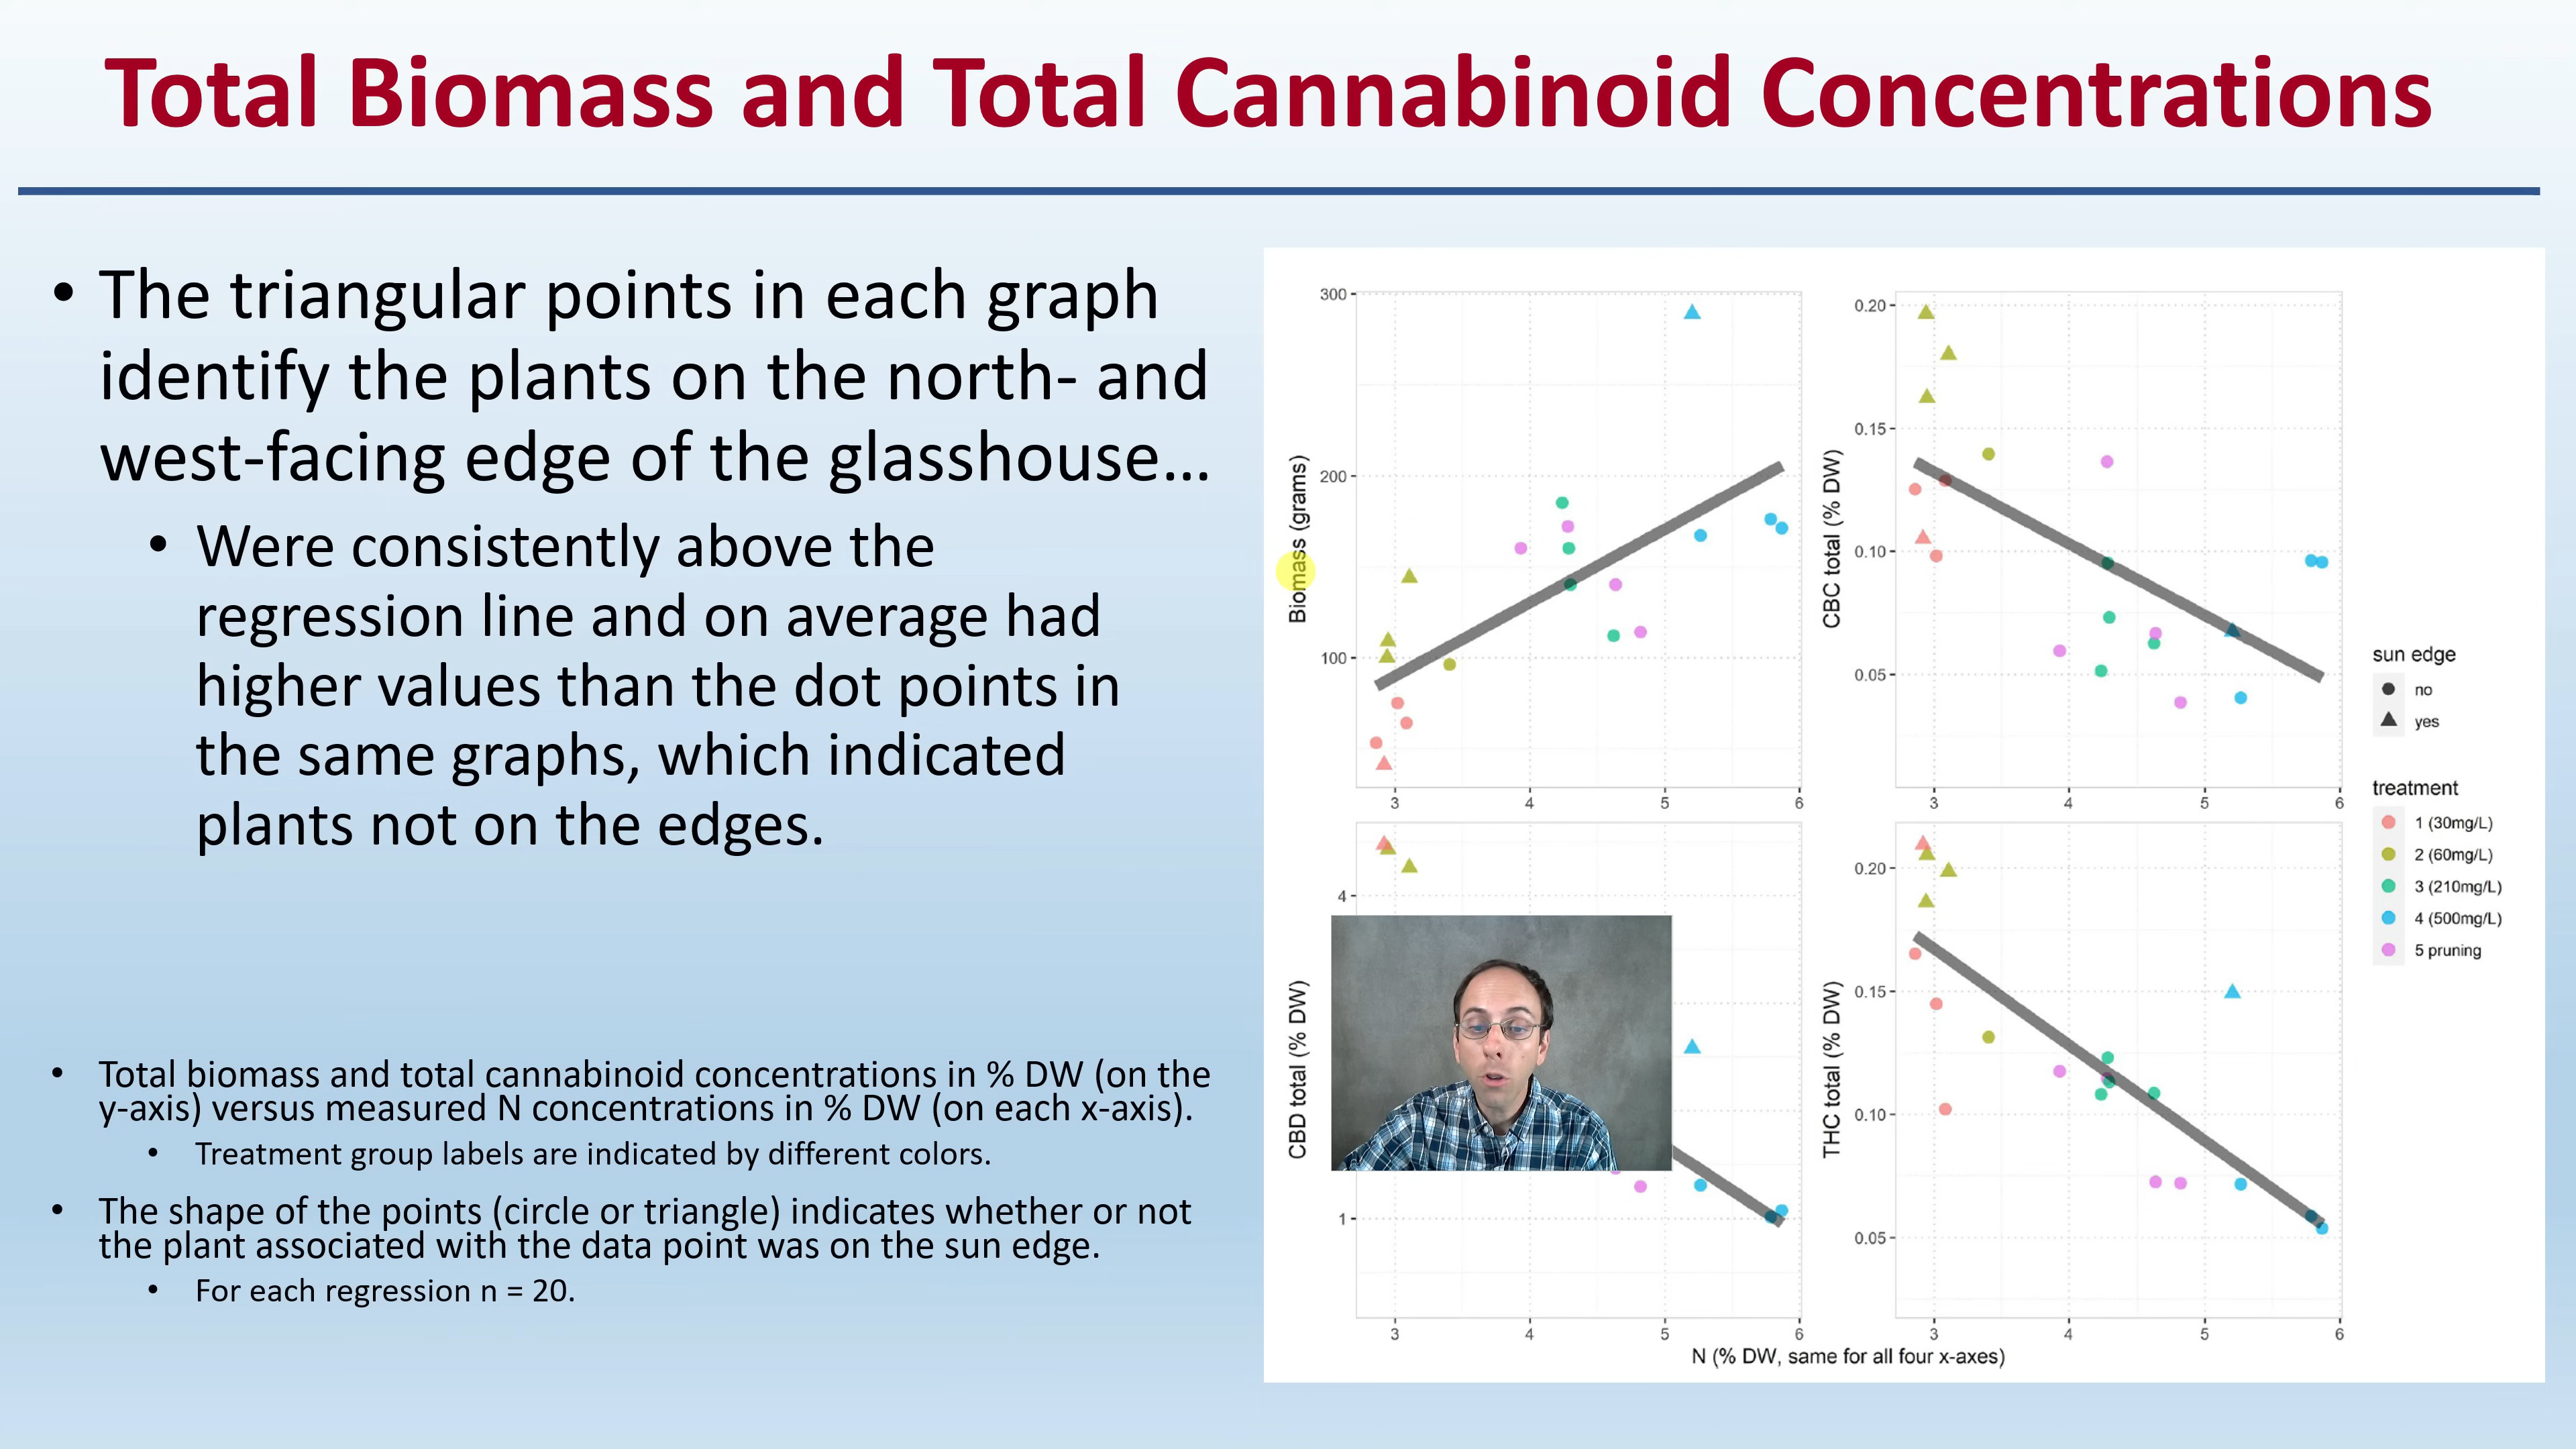 Total Biomass and Total Cannabinoid Concentrations
• The triangular points in each graph
identify the plants on the north- and
west-facing edge of the glasshouse…
• Were consistently above the
regression line and on average had
higher values than the dot points in
the same graphs, which indicated
plants not on the edges.
• Total biomass and total cannabinoid concentrations in % DW (on the
y-axis) versus measured N concentrations in % DW (on each x-axis).
• Treatment group labels are indicated by different colors.
• The shape of the points (circle or triangle) indicates whether or not
the plant associated with the data point was on the sun edge.
• For each regression n = 20.
Biomass (grams)
300
200
100
3 4 5 6
CBC total (% DW)
0.20
0.15
0.10
0.05
3 4 5 6
CBD total (% DW)
4
1
3 4 5 6
THC total (% DW)
0.20
0.15
0.10
0.05
3 4 5 6
N (% DW, same for all four x-axes)
sun edge
no
yes
treatment
1 (30mg/L)
2 (60mg/L)
3 (210mg/L)
4 (500mg/L)
5 pruning